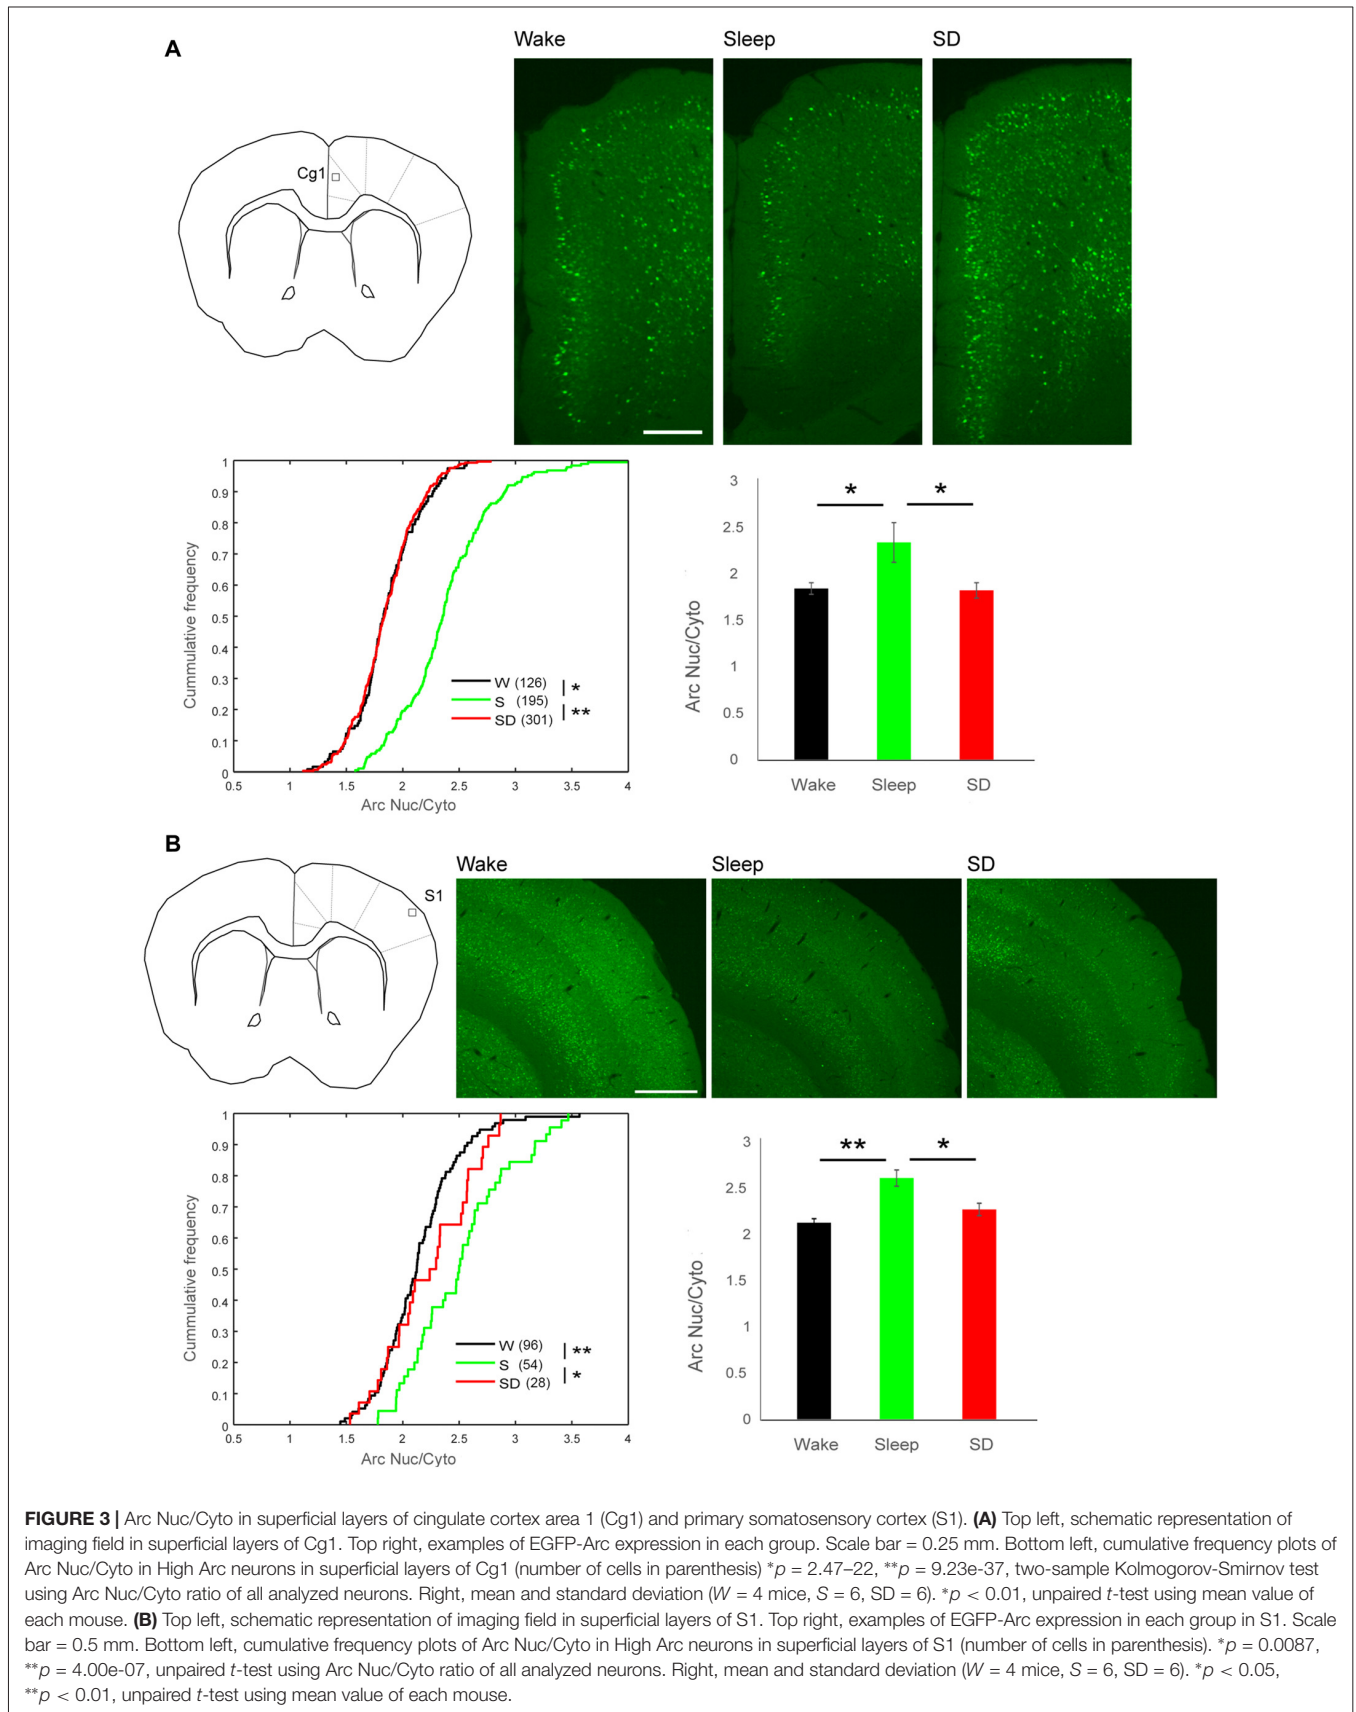 A
Wake
Sleep
SD
Cg1
1
0.9
0.8
0.7
0.6
0.5
0.4
0.3
0.2
0.1
0
Cummulative frequency
W (126)
S (195)
SD (301)
*
**
0.5 1 1.5 2 2.5 3 3.5 4
Arc Nuc/Cyto
3
2.5
2
1.5
1
0.5
0
Arc Nuc/Cyto
* *
Wake Sleep SD
B
Wake
Sleep
SD
S1
1
0.9
0.8
0.7
0.6
0.5
0.4
0.3
0.2
0.1
0
Cummulative frequency
W (96)
S (54)
SD (28)
**
*
0.5 1 1.5 2 2.5 3 3.5 4
Arc Nuc/Cyto
3
2.5
2
1.5
1
0.5
0
Arc Nuc/Cyto
** *
Wake Sleep SD
FIGURE 3 | Arc Nuc/Cyto in superficial layers of cingulate cortex area 1 (Cg1) and primary somatosensory cortex (S1). (A) Top left, schematic representation of
imaging field in superficial layers of Cg1. Top right, examples of EGFP-Arc expression in each group. Scale bar = 0.25 mm. Bottom left, cumulative frequency plots of
Arc Nuc/Cyto in High Arc neurons in superficial layers of Cg1 (number of cells in parenthesis) *p = 2.47–22, **p = 9.23e-37, two-sample Kolmogorov-Smirnov test
using Arc Nuc/Cyto ratio of all analyzed neurons. Right, mean and standard deviation (W = 4 mice, S = 6, SD = 6). *p < 0.01, unpaired t-test using mean value of
each mouse. (B) Top left, schematic representation of imaging field in superficial layers of S1. Top right, examples of EGFP-Arc expression in each group in S1. Scale
bar = 0.5 mm. Bottom left, cumulative frequency plots of Arc Nuc/Cyto in High Arc neurons in superficial layers of S1 (number of cells in parenthesis). *p = 0.0087,
**p = 4.00e-07, unpaired t-test using Arc Nuc/Cyto ratio of all analyzed neurons. Right, mean and standard deviation (W = 4 mice, S = 6, SD = 6). *p < 0.05,
**p < 0.01, unpaired t-test using mean value of each mouse.